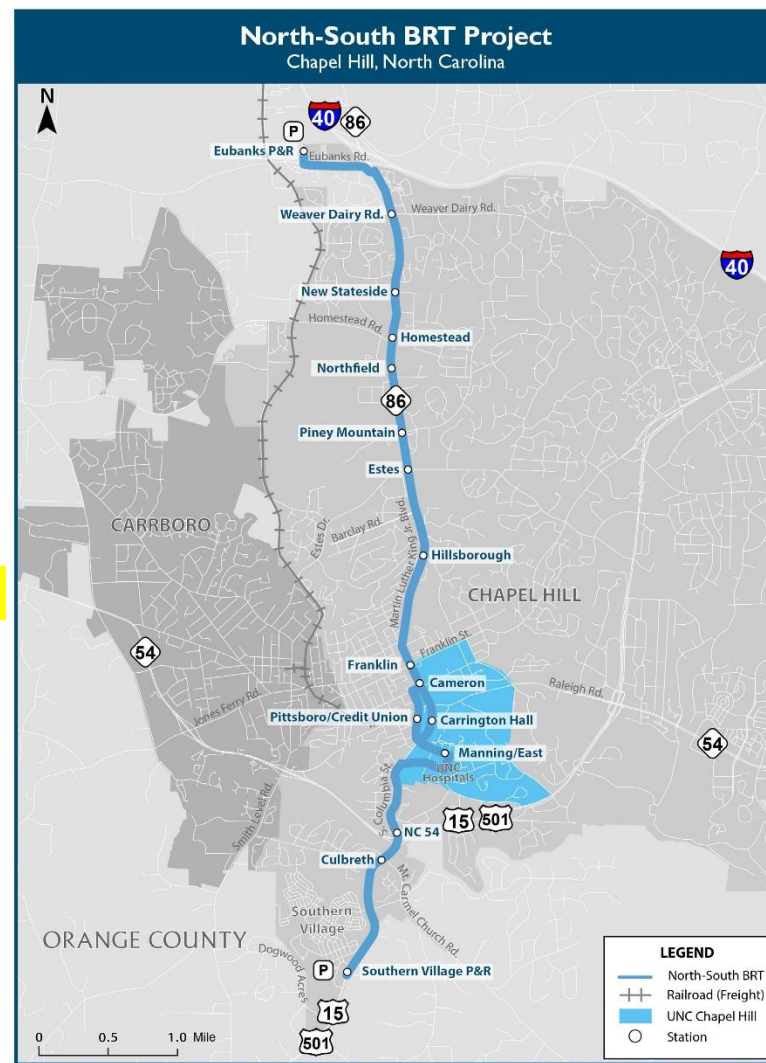 North-South BRT Project
Chapel Hill, North Carolina
N
40
86
P
Eubanks P&R
Eubanks Rd.
Weaver Dairy Rd.
Weaver Dairy Rd.
40
New Stateside
Homestead Rd.
Homestead
Northfield
86
Piney Mountain
Estes
CARRBORO
Estes Dr.
Barclay Rd.
Martin Luther King Jr. Blvd.
Hillsborough
CHAPEL HILL
54
Franklin
Franklin St.
Cameron
Raleigh Rd.
Jones Ferry Rd.
Pittsboro/Credit Union
Carrington Hall
54
Manning/East
UNC
Hospitals
S. Columbia St.
Smith Level Rd.
15
501
NC 54
Culbreth
Mt. Carmel Church Rd.
Southern
Village
ORANGE COUNTY
Dogwood Acres
P
Southern Village P&R
15
501
0 0.5 1.0 Mile
LEGEND
North-South BRT
Railroad (Freight)
UNC Chapel Hill
Station